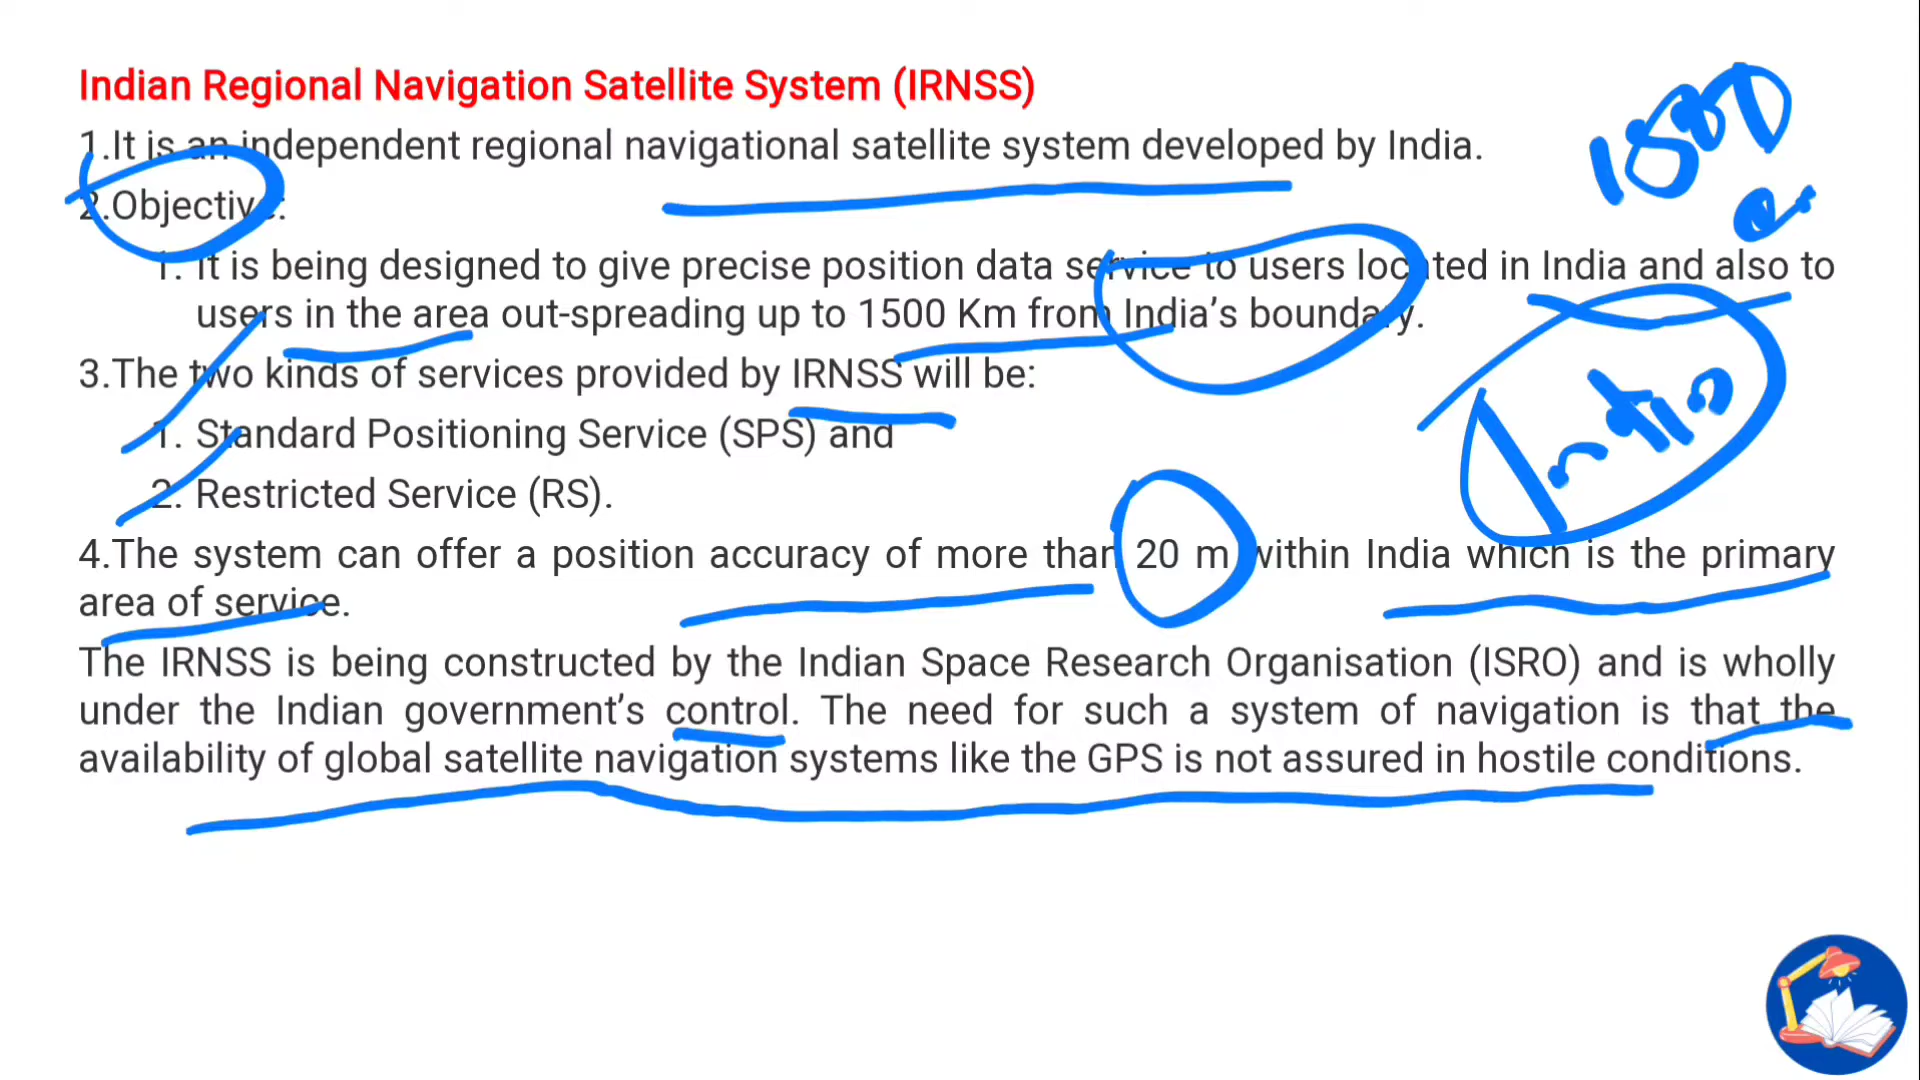 Indian Regional Navigation Satellite System (IRNSS)
1.It is an independent regional navigational satellite system developed by India.
2.Objective:
1. It is being designed to give precise position data service to users located in India and also to
users in the area out-spreading up to 1500 Km from India’s boundary.
3.The two kinds of services provided by IRNSS will be:
1. Standard Positioning Service (SPS) and
2. Restricted Service (RS).
4.The system can offer a position accuracy of more than 20 m within India which is the primary
area of service.
The IRNSS is being constructed by the Indian Space Research Organisation (ISRO) and is wholly
under the Indian government’s control. The need for such a system of navigation is that the
availability of global satellite navigation systems like the GPS is not assured in hostile conditions.
1500
India